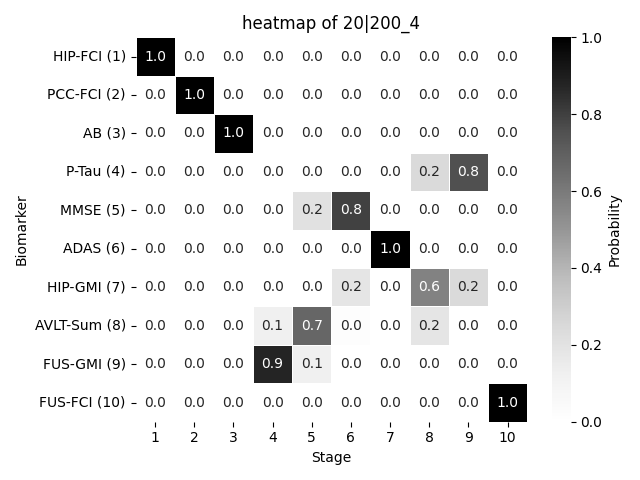 heatmap of 20|200_4
HIP-FCI (1) 1.0 0.0 0.0 0.0 0.0 0.0 0.0 0.0 0.0 0.0
PCC-FCI (2) 0.0 1.0 0.0 0.0 0.0 0.0 0.0 0.0 0.0 0.0
AB (3) 0.0 0.0 1.0 0.0 0.0 0.0 0.0 0.0 0.0 0.0
P-Tau (4) 0.0 0.0 0.0 0.0 0.0 0.0 0.0 0.2 0.8 0.0
MMSE (5) 0.0 0.0 0.0 0.0 0.2 0.8 0.0 0.0 0.0 0.0
ADAS (6) 0.0 0.0 0.0 0.0 0.0 0.0 1.0 0.0 0.0 0.0
HIP-GMI (7) 0.0 0.0 0.0 0.0 0.0 0.2 0.0 0.6 0.2 0.0
AVLT-Sum (8) 0.0 0.0 0.0 0.1 0.7 0.0 0.0 0.2 0.0 0.0
FUS-GMI (9) 0.0 0.0 0.0 0.9 0.1 0.0 0.0 0.0 0.0 0.0
FUS-FCI (10) 0.0 0.0 0.0 0.0 0.0 0.0 0.0 0.0 0.0 1.0
1 2 3 4 5 6 7 8 9 10
Stage
Biomarker
1.0
0.8
0.6
0.4
0.2
0.0
Probability